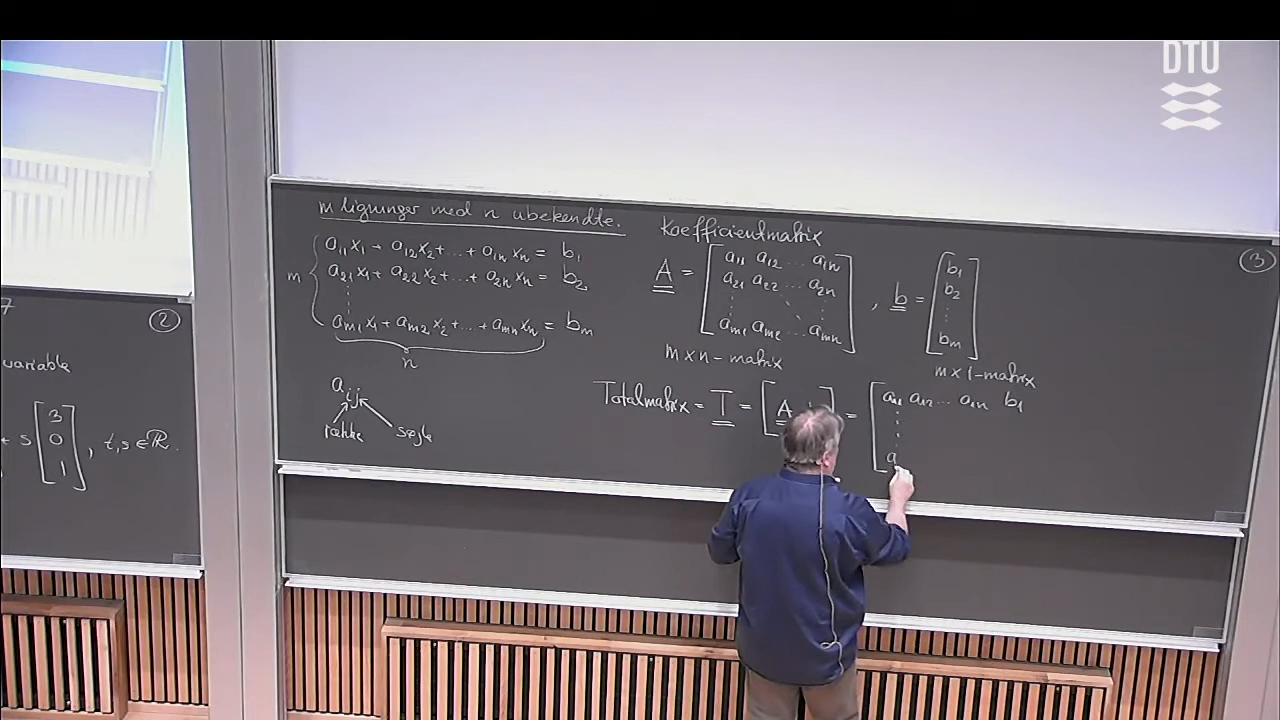 DTU
7
②
variable
+ s [3 0 1], t,s ∈ ℝ.
m ligninger med n ubekendte.
a₁₁x₁ + a₁₂x₂ + ... + a₁ₙxₙ = b₁
m { a₂₁x₁ + a₂₂x₂ + ... + a₂ₙxₙ = b₂
aₘ₁x₁ + aₘ₂x₂ + ... + aₘₙxₙ = bₘ
n
aᵢⱼ
række søjle
③
Koefficientmatrix
A = [a₁₁ a₁₂ ... a₁ₙ
a₂₁ a₂₂ ... a₂ₙ
aₘ₁ aₘ₂ ... aₘₙ]
m x n - matrix
, b = [b₁
b₂
bₘ]
m x 1 - matrix
Totalmatrix = T = [A ] = [a₁₁ a₁₂ ... a₁ₙ b₁
a